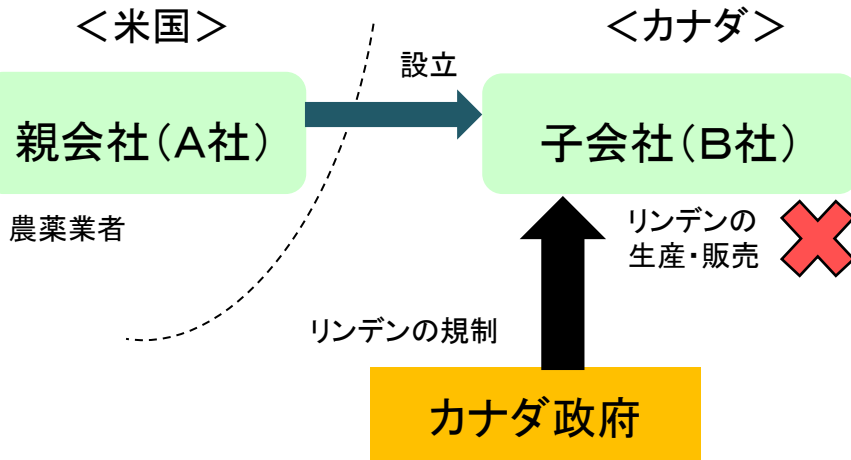 ＜米国＞
＜カナダ＞
設立
親会社（A社）
子会社（B社）
農薬業者
リンデンの
生産・販売
リンデンの規制
カナダ政府